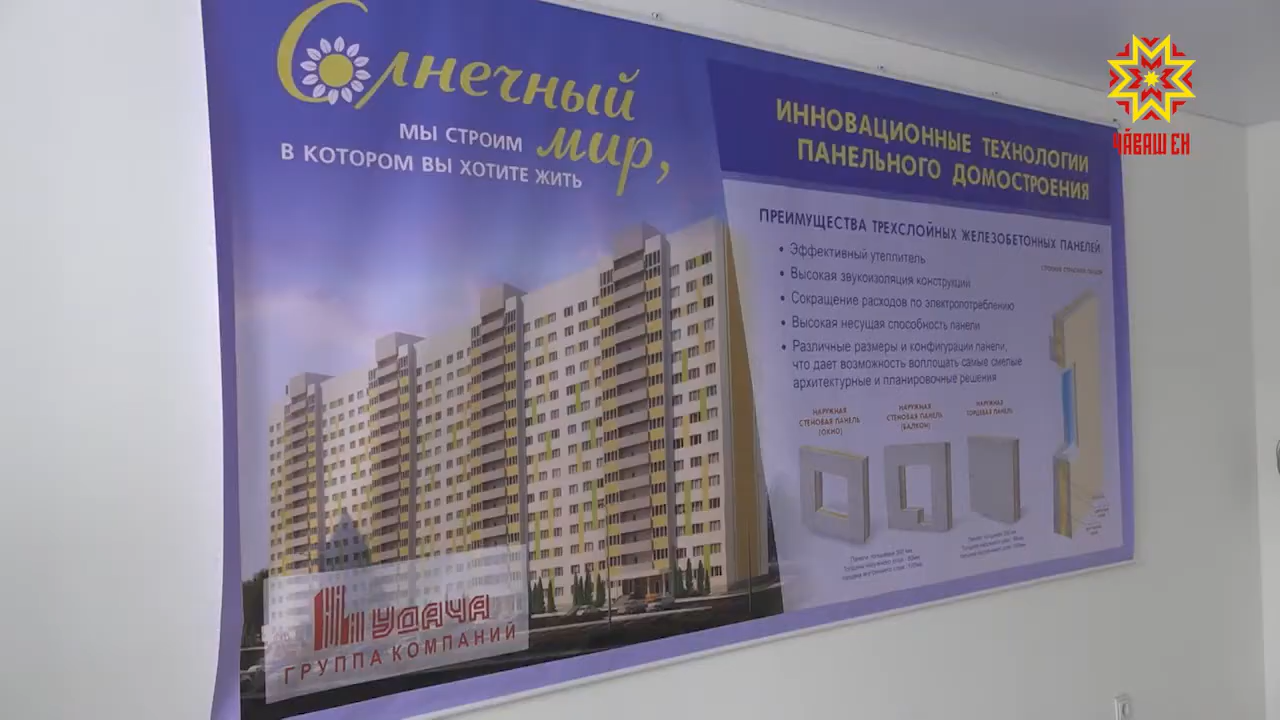 Солнечный
мир,
МЫ СТРОИМ
В КОТОРОМ ВЫ ХОТИТЕ ЖИТЬ
УДАЧА
ГРУППА КОМПАНИЙ
ИННОВАЦИОННЫЕ ТЕХНОЛОГИИ
ПАНЕЛЬНОГО ДОМОСТРОЕНИЯ
ПРЕИМУЩЕСТВА ТРЕХСЛОЙНЫХ ЖЕЛЕЗОБЕТОННЫХ ПАНЕЛЕЙ
• Эффективный утеплитель
• Высокая звукоизоляция конструкций
• Сокращение расходов по электропотреблению
• Высокая несущая способность панели
• Различные размеры и конфигурации панели,
что дает возможность воплощать самые смелые
архитектурные и планировочные решения
НАРУЖНАЯ
СТЕНОВАЯ ПАНЕЛЬ
(ОКНО)
НАРУЖНАЯ
СТЕНОВАЯ ПАНЕЛЬ
(БАЛКОН)
НАРУЖНАЯ
ТОРЦЕВАЯ ПАНЕЛЬ
ЧӐВАШ ЕН